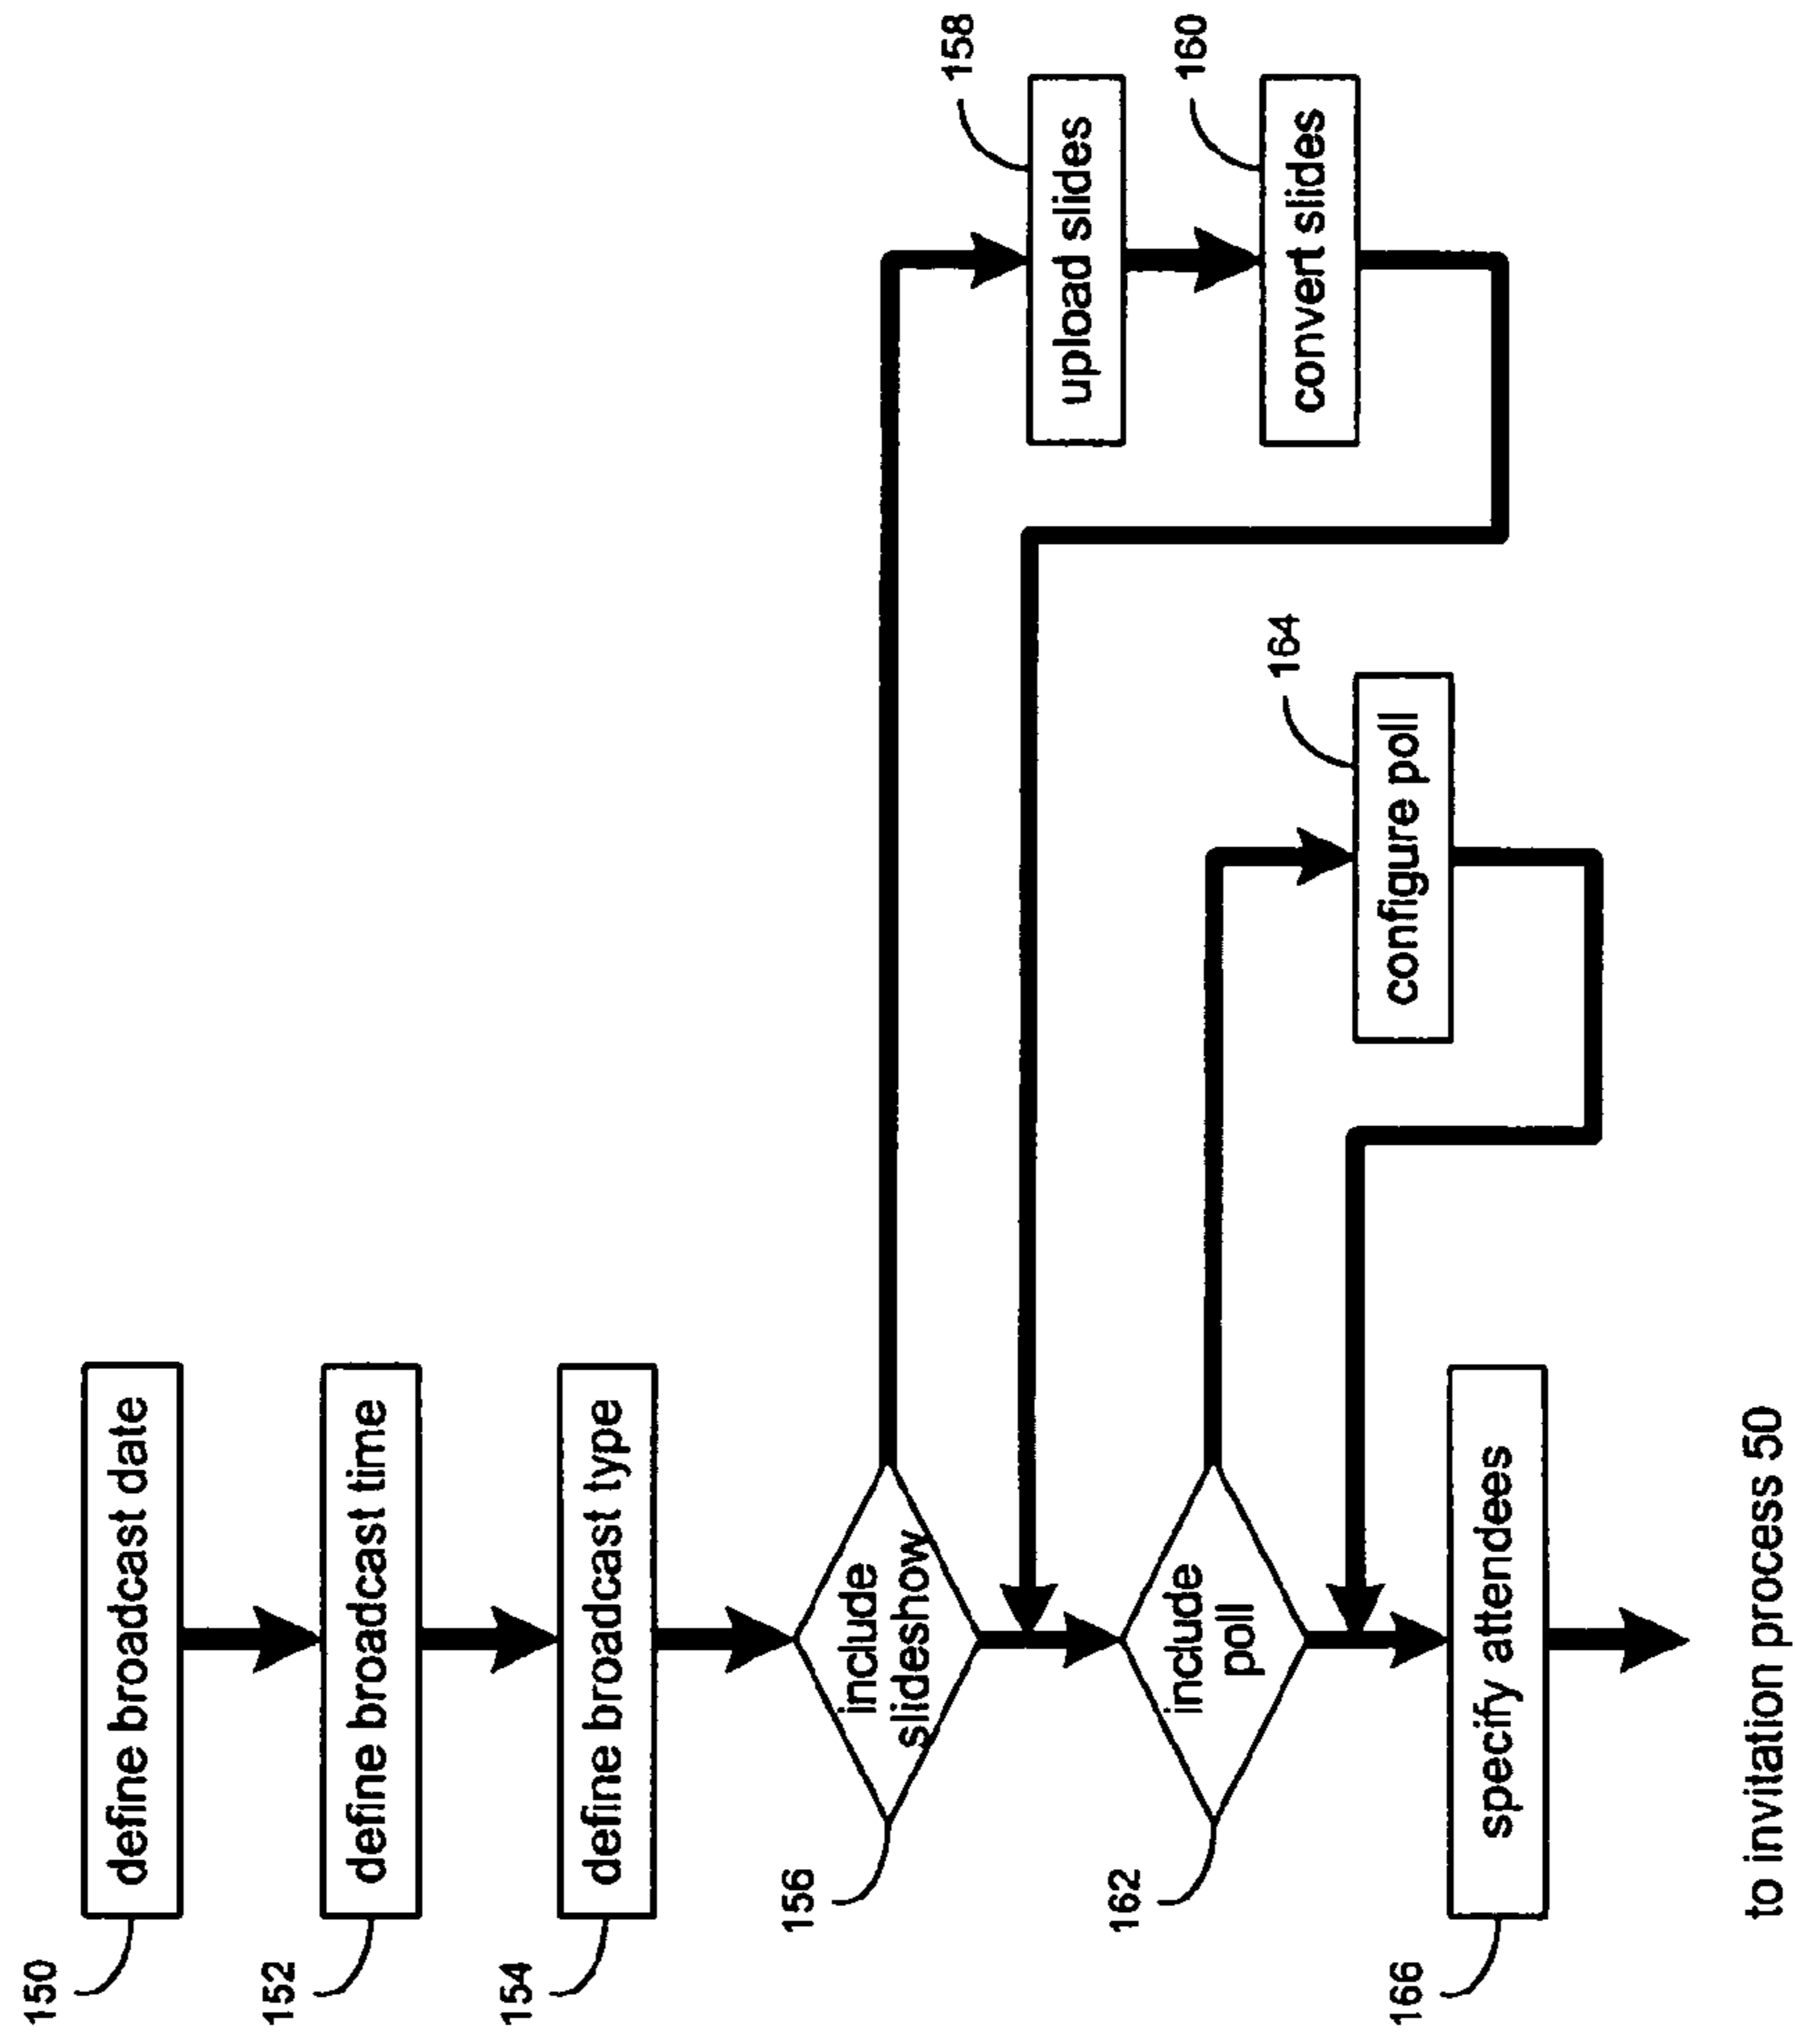 150
define broadcast date
152
define broadcast time
154
define broadcast type
156
include
slideshow
158
upload slides
160
convert slides
162
include
poll
164
configure poll
166
specify attendees
to invitation process 50